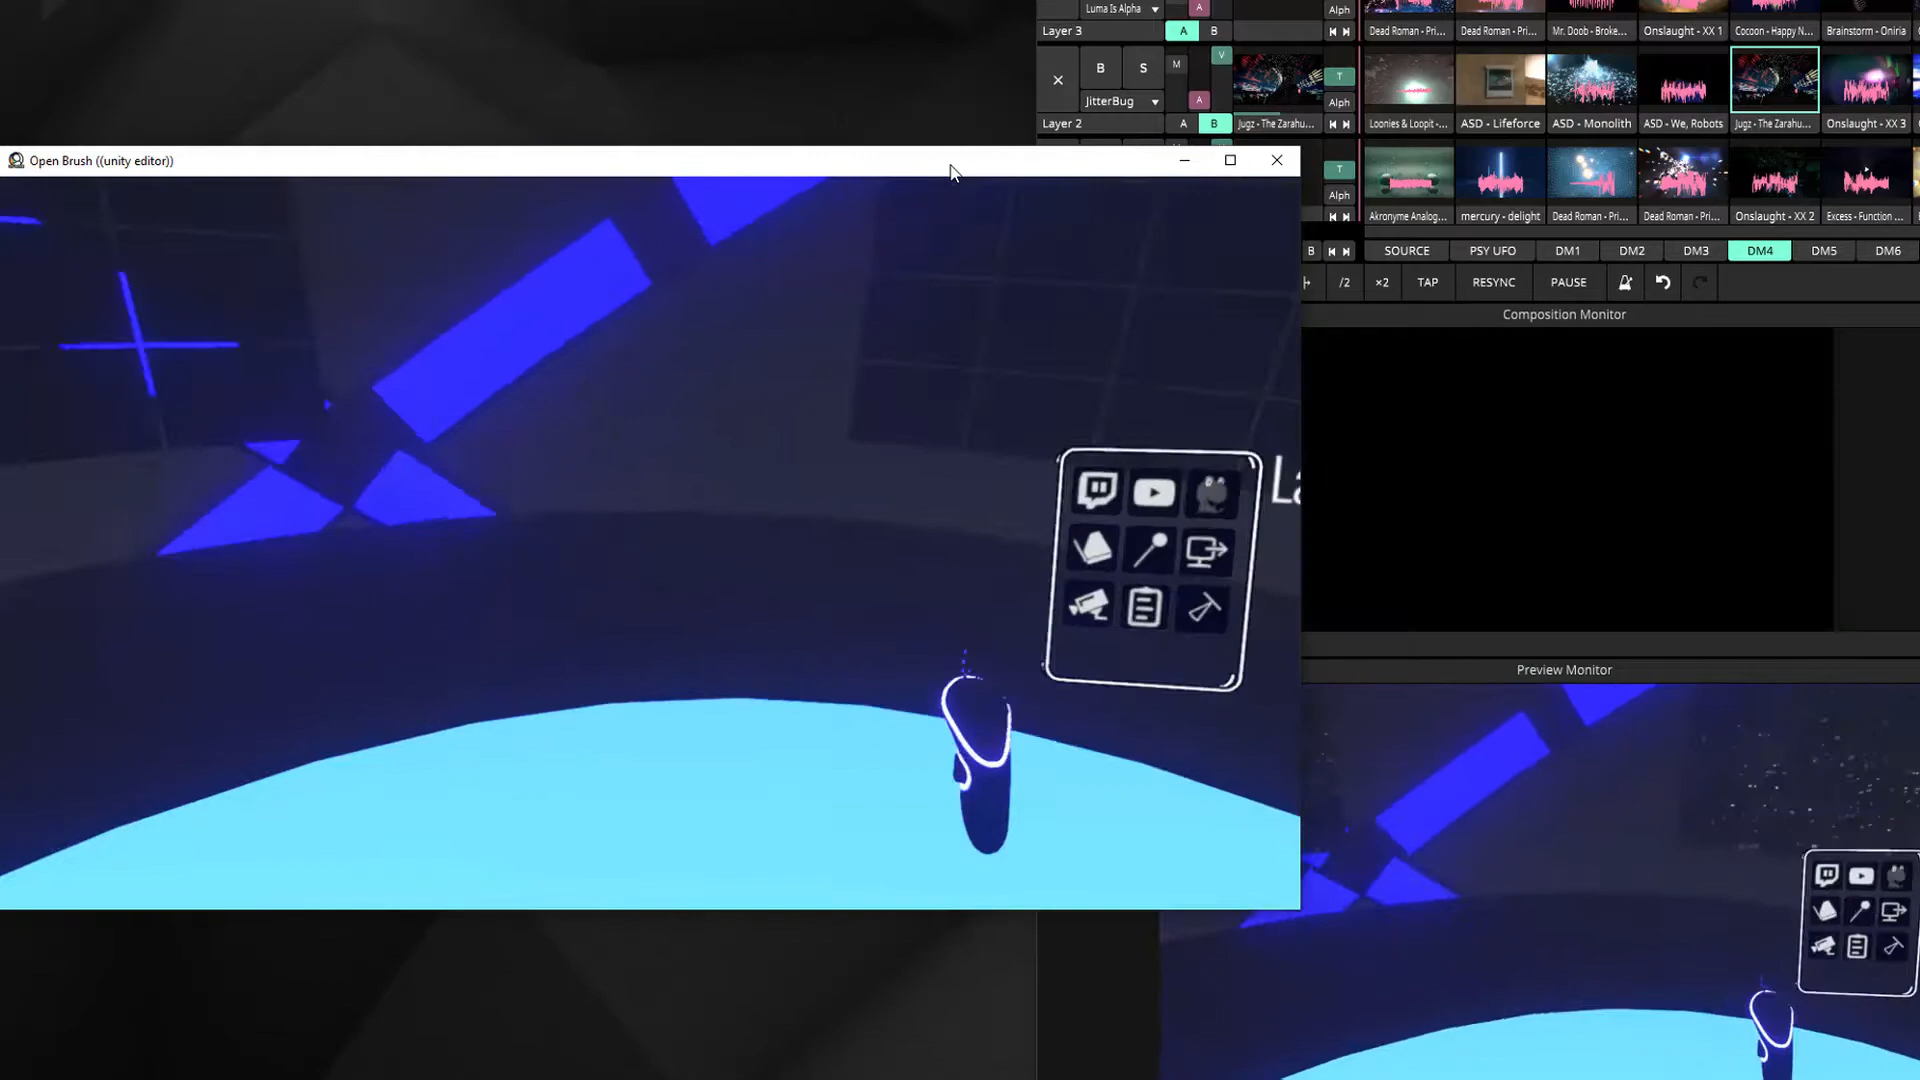 Luma Is Alpha
A
Alph
Layer 3
A
B
Dead Roman - Pri...
Dead Roman - Pri...
Mr. Doob - Broke...
Onslaught - XX 1
Cocoon - Happy N...
Brainstorm - Oniria
B
S
M
V
T
JitterBug
A
Alph
Layer 2
A
B
Jugz - The Zarahu...
Loonies & Loopit -...
ASD - Lifeforce
ASD - Monolith
ASD - We, Robots
Jugz - The Zarahu...
Onslaught - XX 3
Open Brush ((unity editor))
T
Alph
Akronyme Analog...
mercury - delight
Dead Roman - Pri...
Dead Roman - Pri...
Onslaught - XX 2
Excess - Function ...
B
SOURCE
PSY UFO
DM1
DM2
DM3
DM4
DM5
DM6
/2
×2
TAP
RESYNC
PAUSE
Composition Monitor
La
Preview Monitor